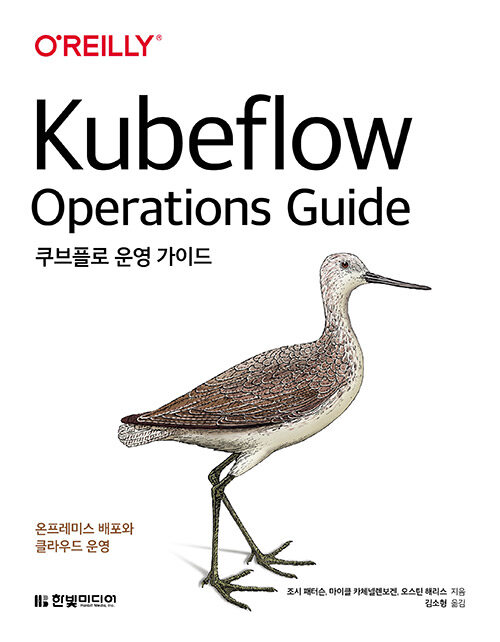 O'REILLY®
Kubeflow
Operations Guide
쿠브플로 운영 가이드
온프레미스 배포와
클라우드 운영
조시 패터슨, 마이클 카체넬렌보겐, 오스틴 해리스 지음
김소형 옮김
한빛미디어
Hanbit Media, Inc.